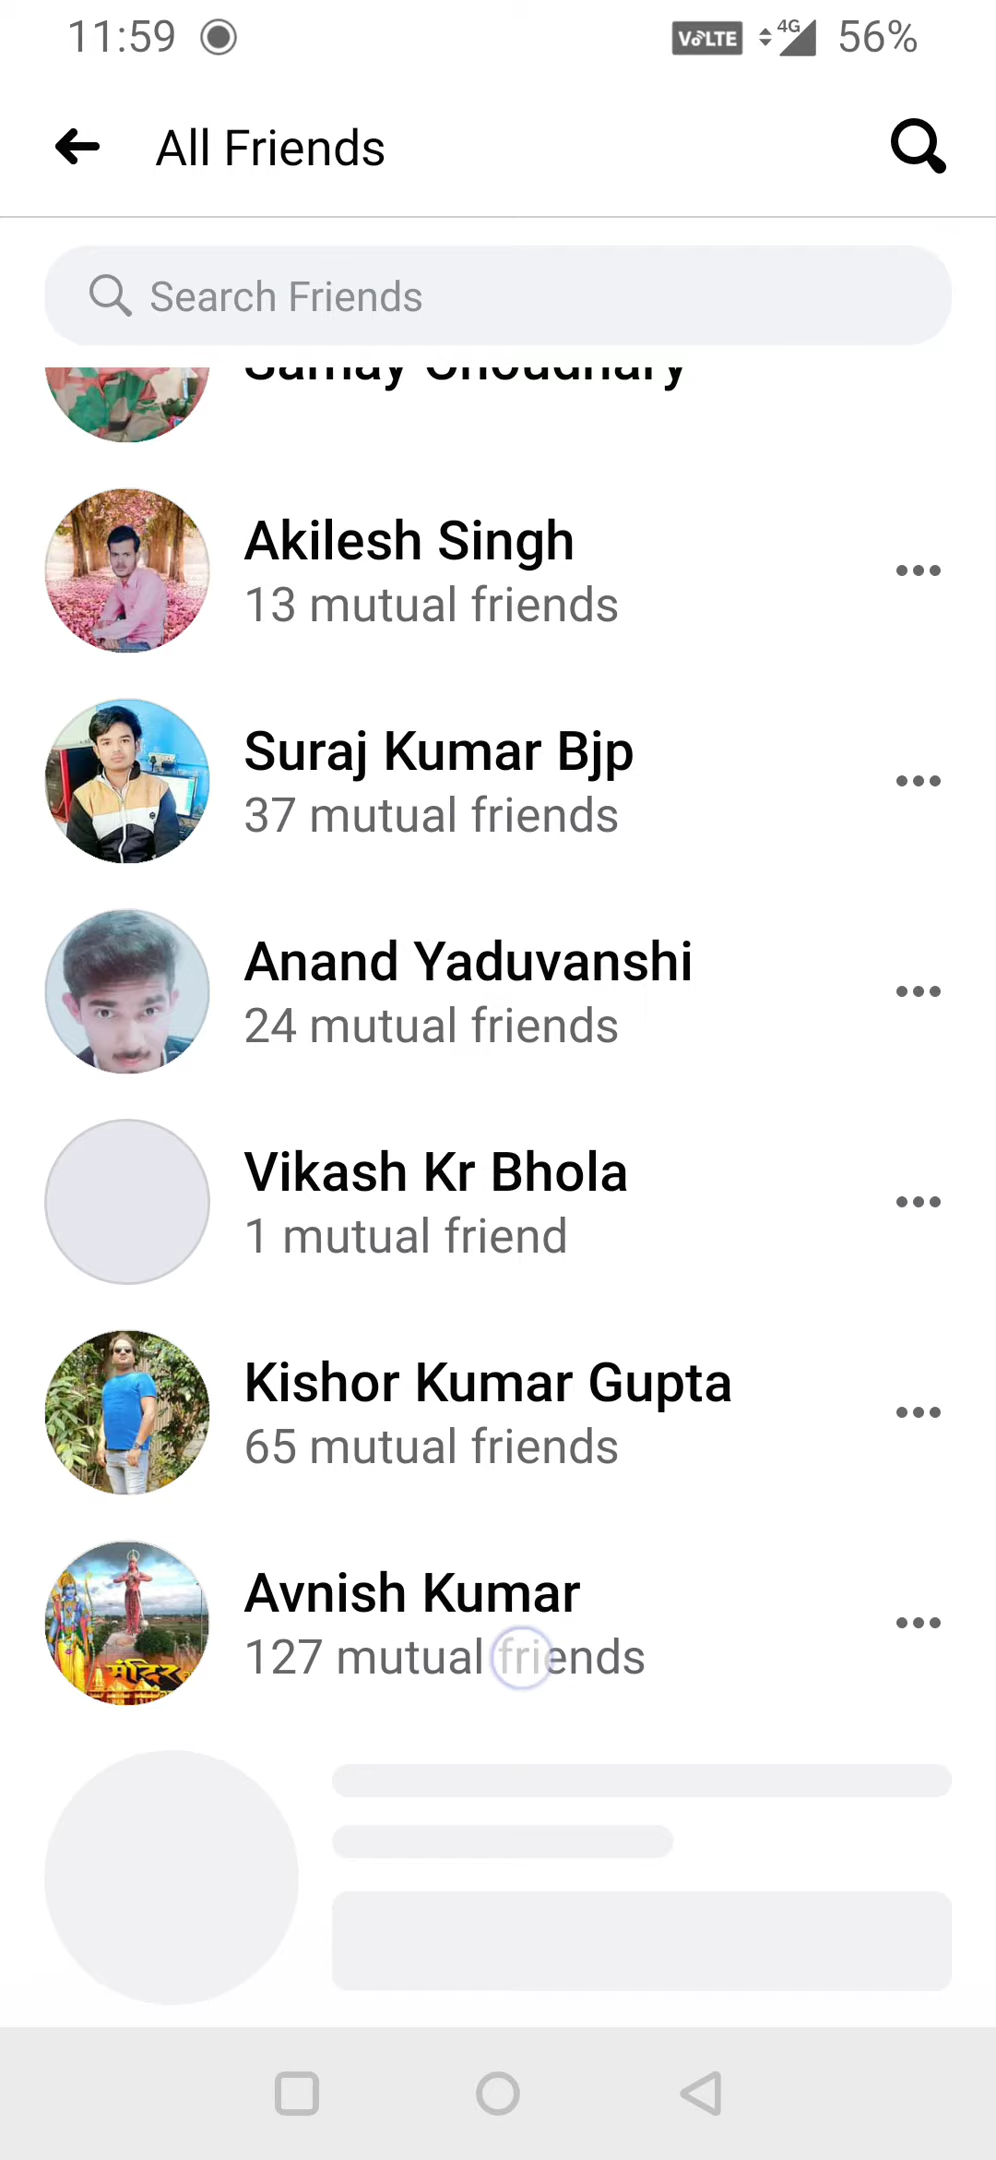 11:59 VoLTE 4G 56%
All Friends
Search Friends
Samay Choudhary
Akilesh Singh
13 mutual friends
Suraj Kumar Bjp
37 mutual friends
Anand Yaduvanshi
24 mutual friends
Vikash Kr Bhola
1 mutual friend
Kishor Kumar Gupta
65 mutual friends
Avnish Kumar
127 mutual friends
मंदिर